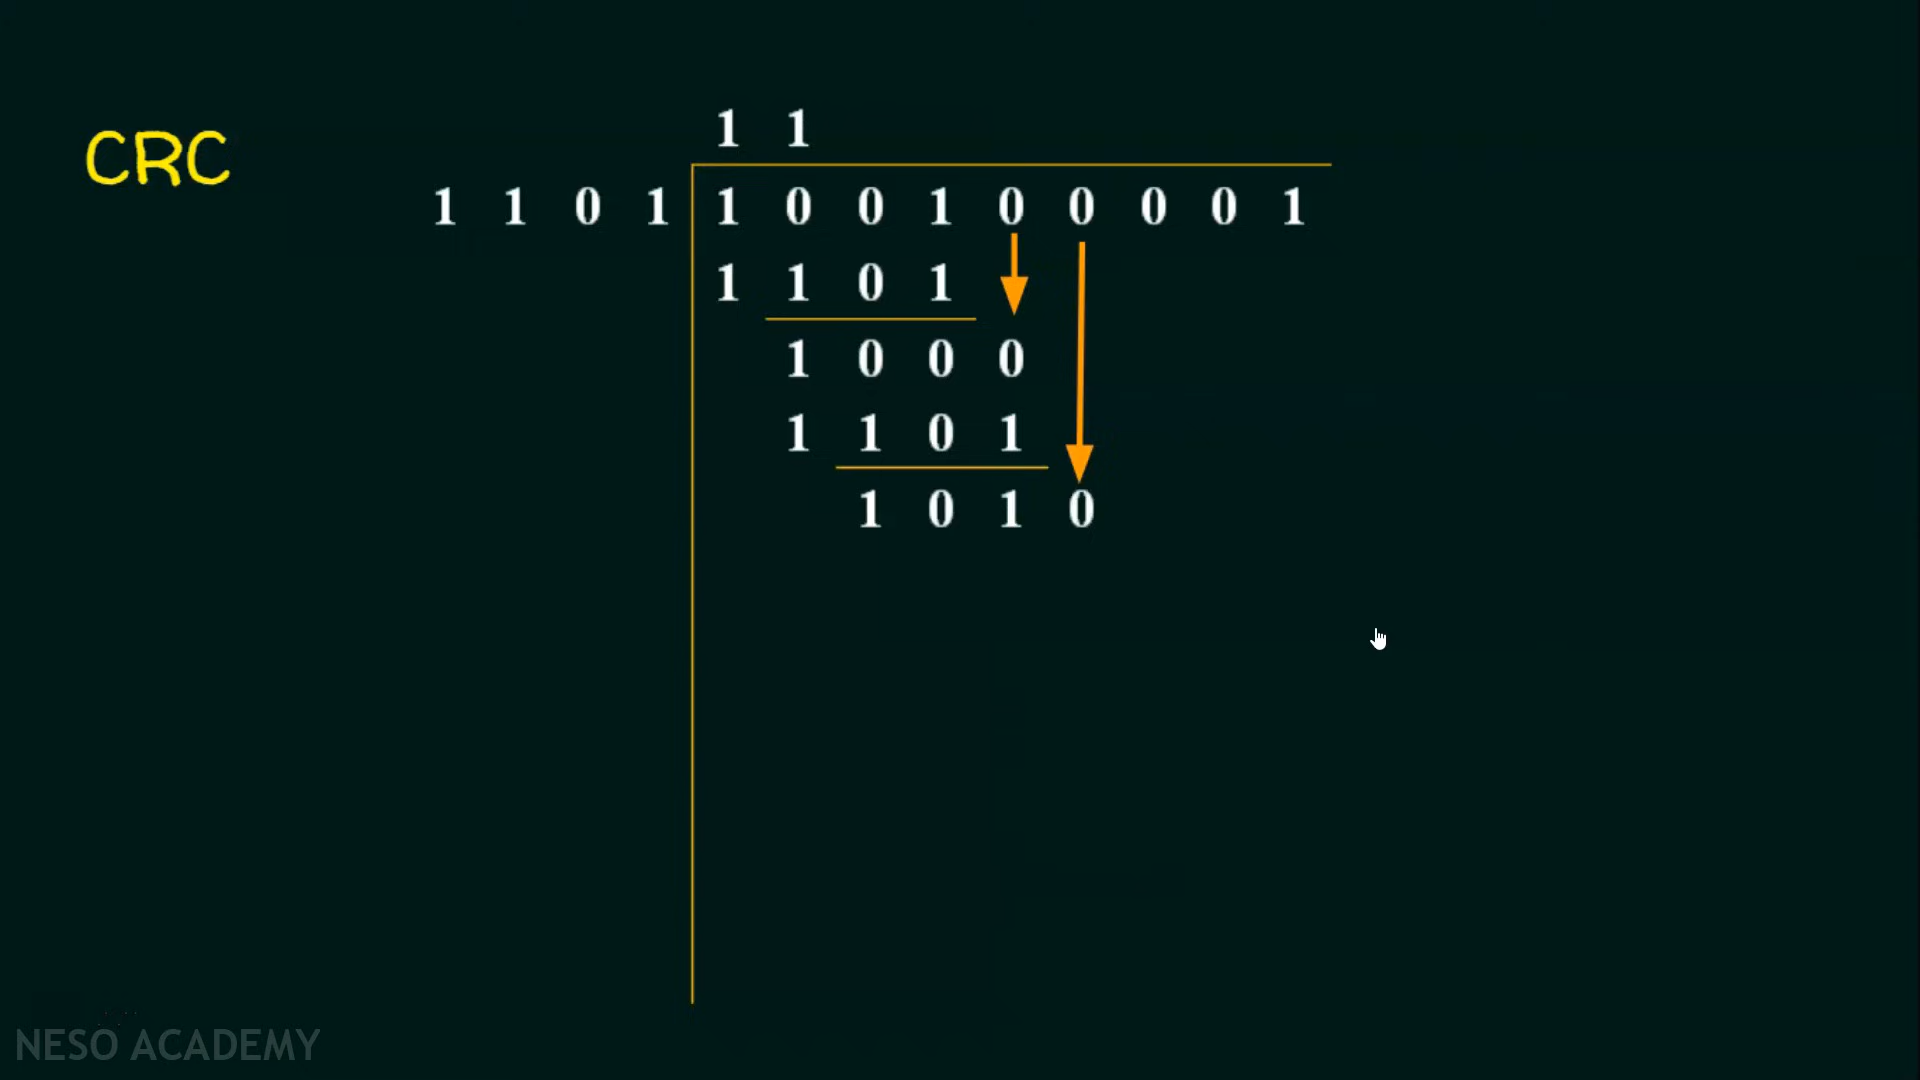 CRC
1 1
1 1 0 1 1 0 0 1 0 0 0 0 1
1 1 0 1
1 0 0 0
1 1 0 1
1 0 1 0
NESO ACADEMY